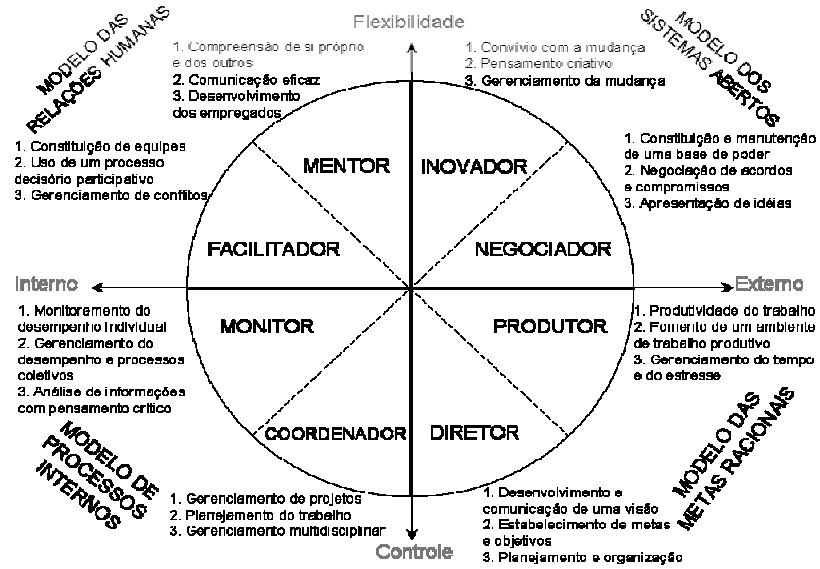 Flexibilidade
MODELO DAS
RELAÇÕES HUMANAS
1. Compreensão de si próprio
e dos outros
2. Comunicação eficaz
3. Desenvolvimento
dos empregados
1. Convívio com a mudança
2. Pensamento criativo
3. Gerenciamento da mudança
MODELO DOS
SISTEMAS ABERTOS
1. Constituição de equipes
2. Uso de um processo
decisório participativo
3. Gerenciamento de conflitos
1. Constituição e manutenção
de uma base de poder
2. Negociação de acordos
e compromissos
3. Apresentação de idéias
MENTOR
INOVADOR
FACILITADOR
NEGOCIADOR
Interno
Externo
1. Monitoramento do
desempenho individual
2. Gerenciamento do
desempenho e processos
coletivos
3. Análise de informações
com pensamento crítico
MONITOR
PRODUTOR
1. Produtividade do trabalho
2. Fomento de um ambiente
de trabalho produtivo
3. Gerenciamento do tempo
e do estresse
COORDENADOR
DIRETOR
MODELO DE
PROCESSOS
INTERNOS
1. Gerenciamento de projetos
2. Planejamento do trabalho
3. Gerenciamento multidisciplinar
1. Desenvolvimento e
comunicação de uma visão
2. Estabelecimento de metas
e objetivos
3. Planejamento e organização
MODELO DAS
METAS RACIONAIS
Controle